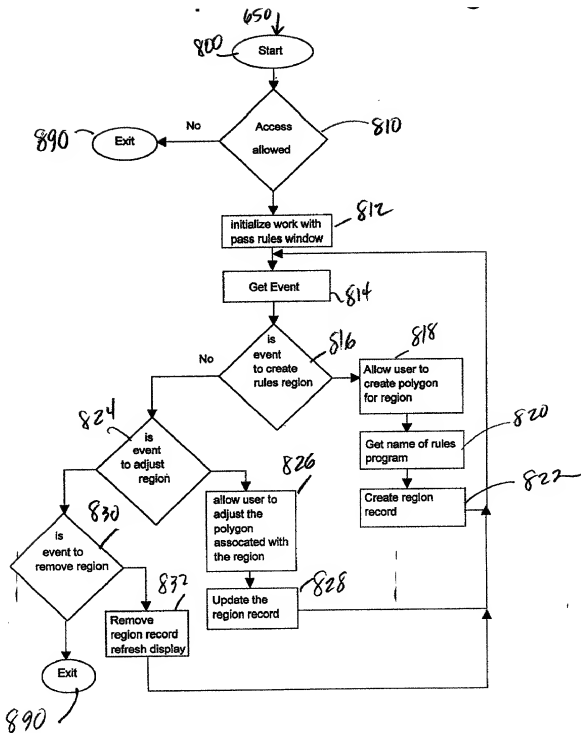 650
800
Start
No
890
Exit
Access
allowed
810
initialize work with
pass rules window
812
Get Event
814
is
event
to create
rules region
816
No
818
Allow user to
create polygon
for region
820
Get name of rules
program
Create region
record
822
824
is
event
to adjust
region
826
allow user to
adjust the
polygon
assocated with
the region
830
is
event to
remove region
832
Remove
region record
refresh display
828
Update the
region record
Exit
890